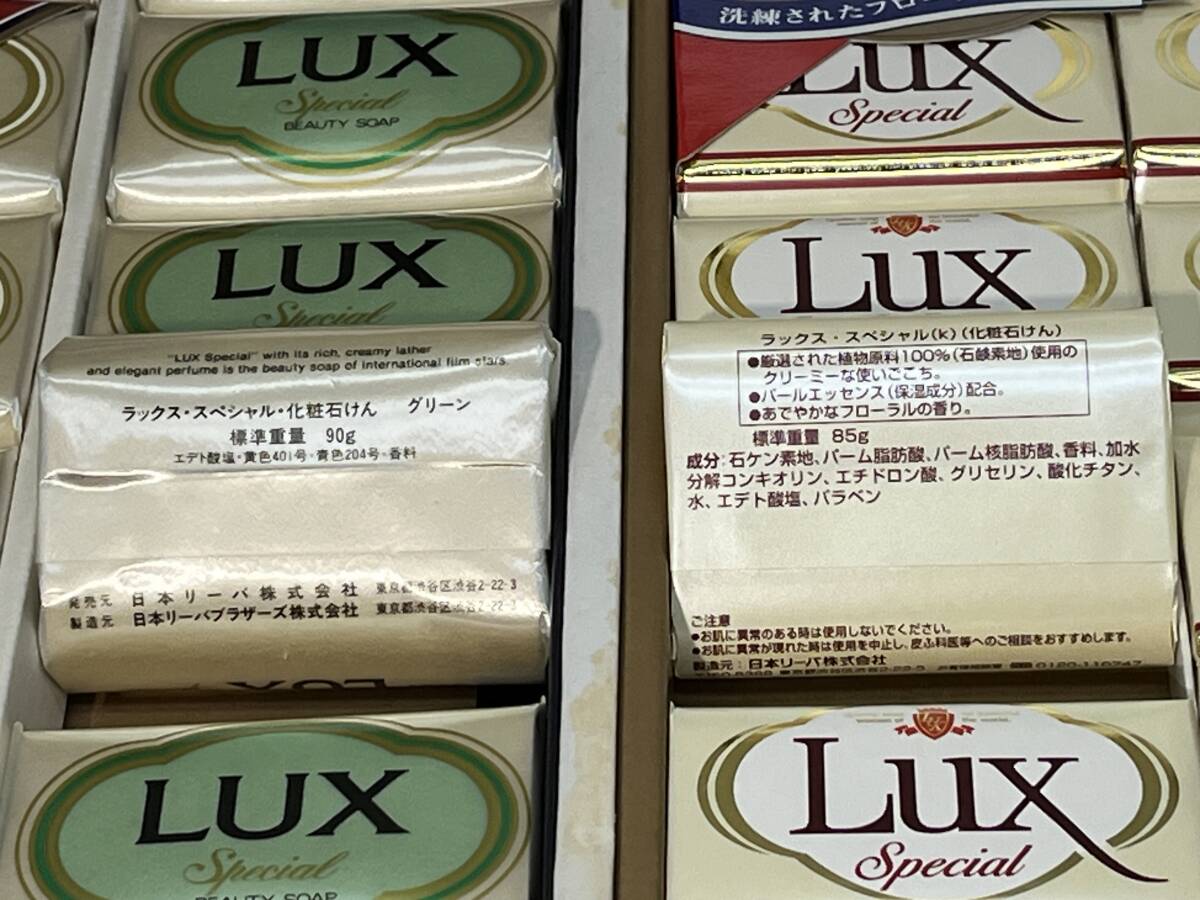 LUX
Special
BEAUTY SOAP
LUX
Special
"LUX Special" with its rich, creamy lather
and elegant perfume is the beauty soap of international film stars
ラックス・スペシャル・化粧石けん グリーン
標準重量 90g
エデト酸塩・黄色401号・青色204号・香料
発売元 日本リーバ株式会社 東京都渋谷区渋谷2-22-3
製造元 日本リーバブラザーズ株式会社 東京都渋谷区渋谷2-22-3
LUX
LUX
Special
BEAUTY SOAP
洗練されたフロ
Lux
Special
Lux
ラックス・スペシャル(k)(化粧石けん)
●厳選された植物原料100%(石鹸素地)使用の
クリーミーな使いごこち。
●パールエッセンス(保湿成分)配合。
●あでやかなフローラルの香り。
標準重量 85g
成分:石ケン素地、パーム脂肪酸、パーム核脂肪酸、香料、加水
分解コンキオリン、エチドロン酸、グリセリン、酸化チタン、
水、エデト酸塩、パラベン
ご注意
●お肌に異常のある時は使用しないでください。
●お肌に異常が現れた時は使用を中止し、皮ふ科医等へのご相談をおすすめします。
製造元:日本リーバ株式会社
Lux
Special